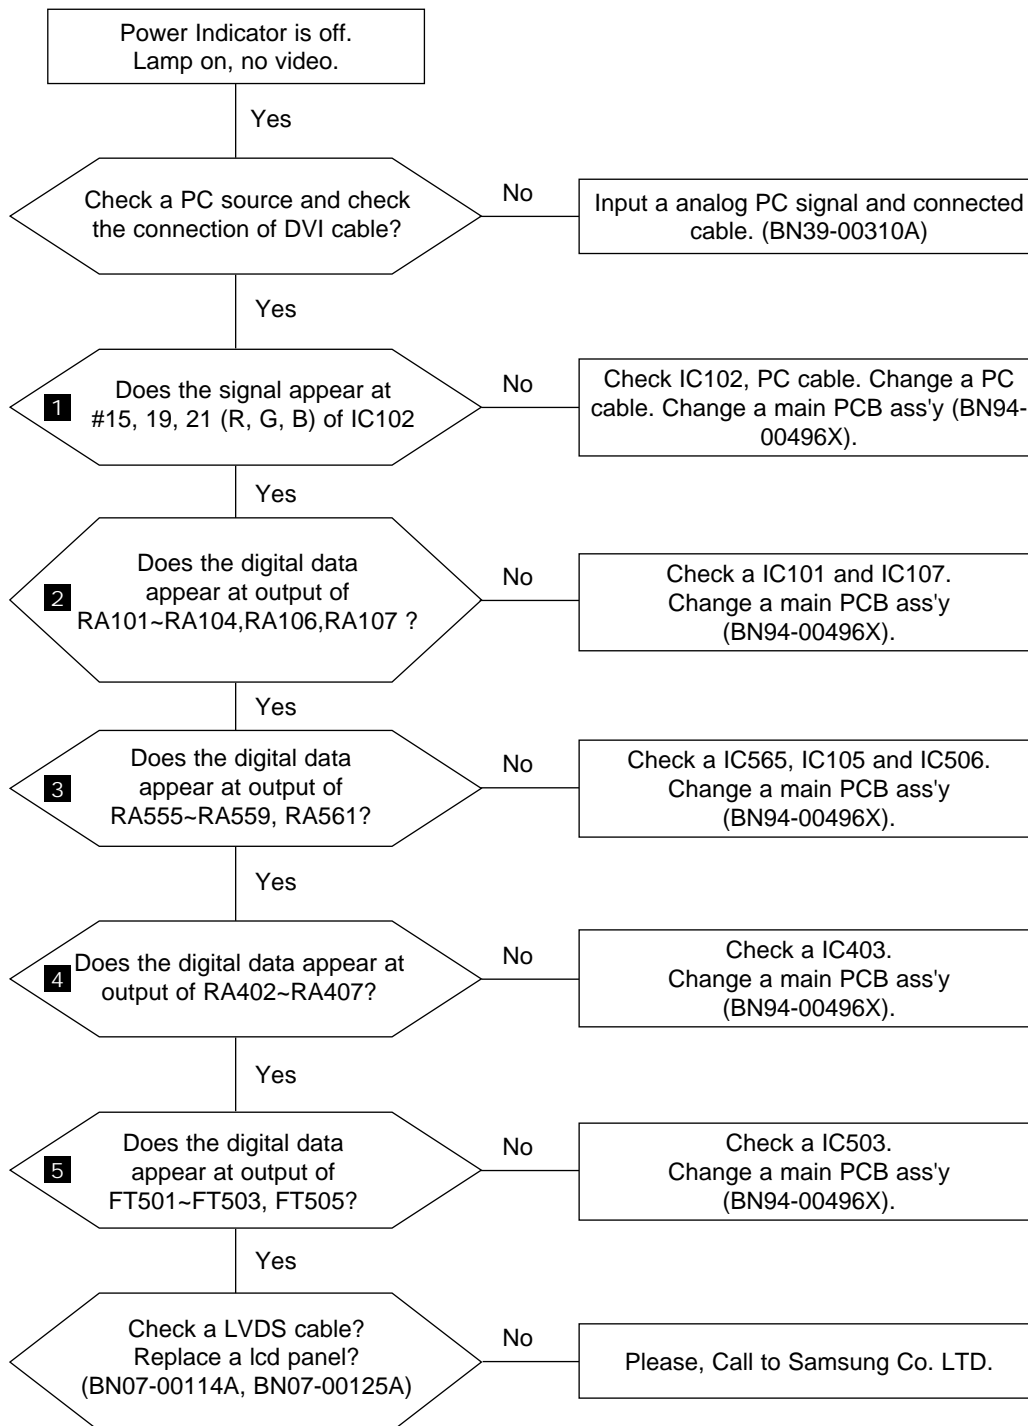 Power Indicator is off.
Lamp on, no video.
Yes
Check a PC source and check
the connection of DVI cable?
No
Input a analog PC signal and connected
cable. (BN39-00310A)
Yes
1
Does the signal appear at
#15, 19, 21 (R, G, B) of IC102
No
Check IC102, PC cable. Change a PC
cable. Change a main PCB ass'y (BN94-
00496X).
Yes
2
Does the digital data
appear at output of
RA101~RA104,RA106,RA107 ?
No
Check a IC101 and IC107.
Change a main PCB ass'y
(BN94-00496X).
Yes
3
Does the digital data
appear at output of
RA555~RA559, RA561?
No
Check a IC565, IC105 and IC506.
Change a main PCB ass'y
(BN94-00496X).
Yes
4
Does the digital data appear at
output of RA402~RA407?
No
Check a IC403.
Change a main PCB ass'y
(BN94-00496X).
Yes
5
Does the digital data
appear at output of
FT501~FT503, FT505?
No
Check a IC503.
Change a main PCB ass'y
(BN94-00496X).
Yes
Check a LVDS cable?
Replace a lcd panel?
(BN07-00114A, BN07-00125A)
No
Please, Call to Samsung Co. LTD.